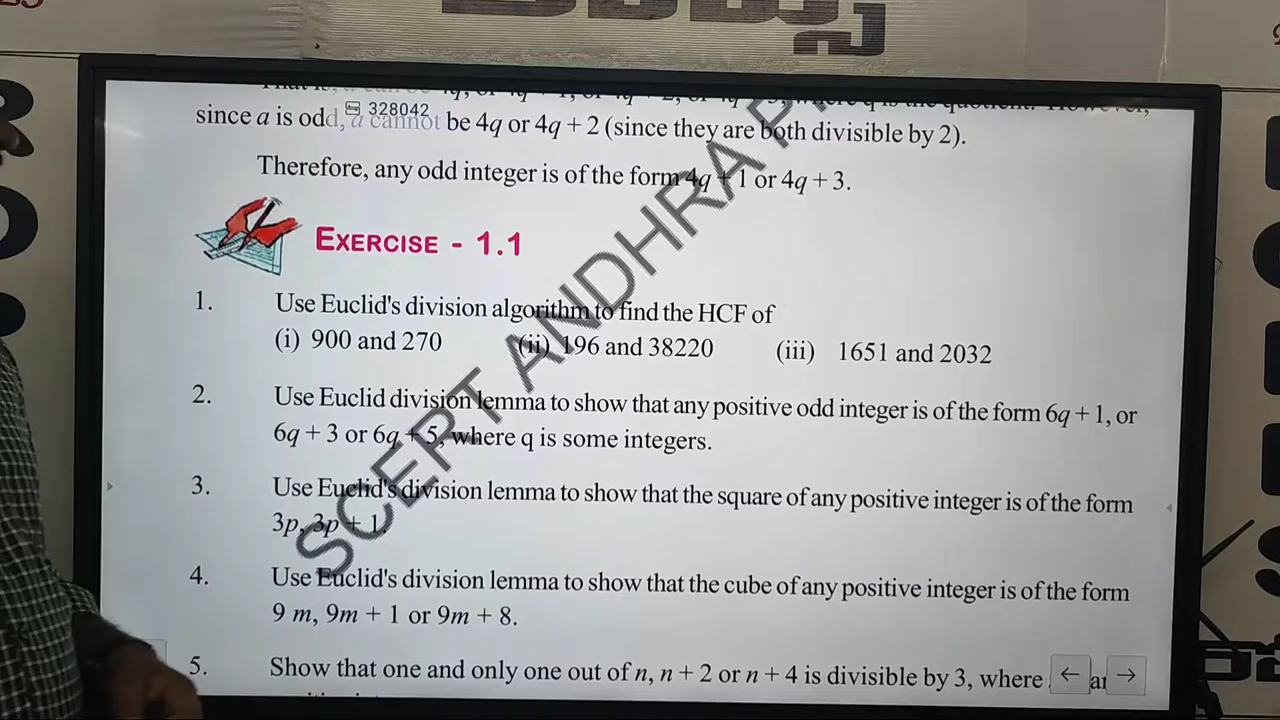 328042
since a is odd, a cannot be 4q or 4q + 2 (since they are both divisible by 2).
Therefore, any odd integer is of the form 4q + 1 or 4q + 3.
EXERCISE - 1.1
1. Use Euclid's division algorithm to find the HCF of
(i) 900 and 270 (ii) 196 and 38220 (iii) 1651 and 2032
2. Use Euclid division lemma to show that any positive odd integer is of the form 6q + 1, or
6q + 3 or 6q + 5, where q is some integers.
3. Use Euclid's division lemma to show that the square of any positive integer is of the form
3p, 3p + 1.
4. Use Euclid's division lemma to show that the cube of any positive integer is of the form
9 m, 9m + 1 or 9m + 8.
5. Show that one and only one out of n, n + 2 or n + 4 is divisible by 3, where
SCERT ANDHRA